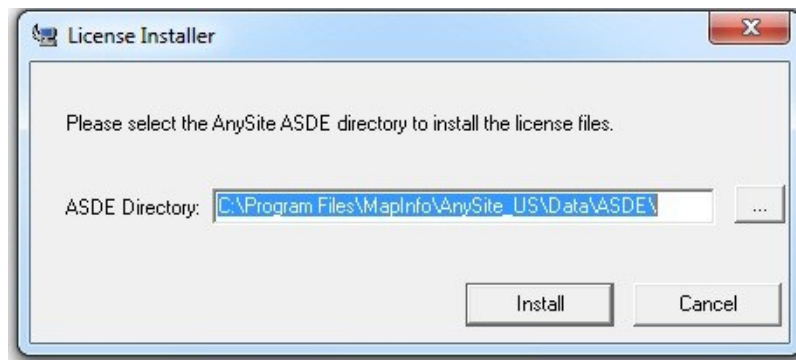 License Installer
Please select the AnySite ASDE directory to install the license files.
ASDE Directory: C:\Program Files\MapInfo\AnySite_US\Data\ASDE\ ...
Install Cancel